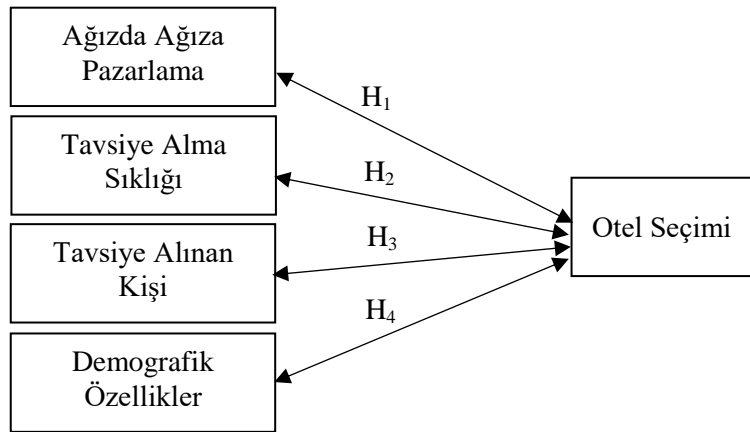 Ağızda Ağıza
Pazarlama
H1
Tavsiye Alma
Sıklığı
H2
Otel Seçimi
Tavsiye Alınan
Kişi
H3
H4
Demografik
Özellikler